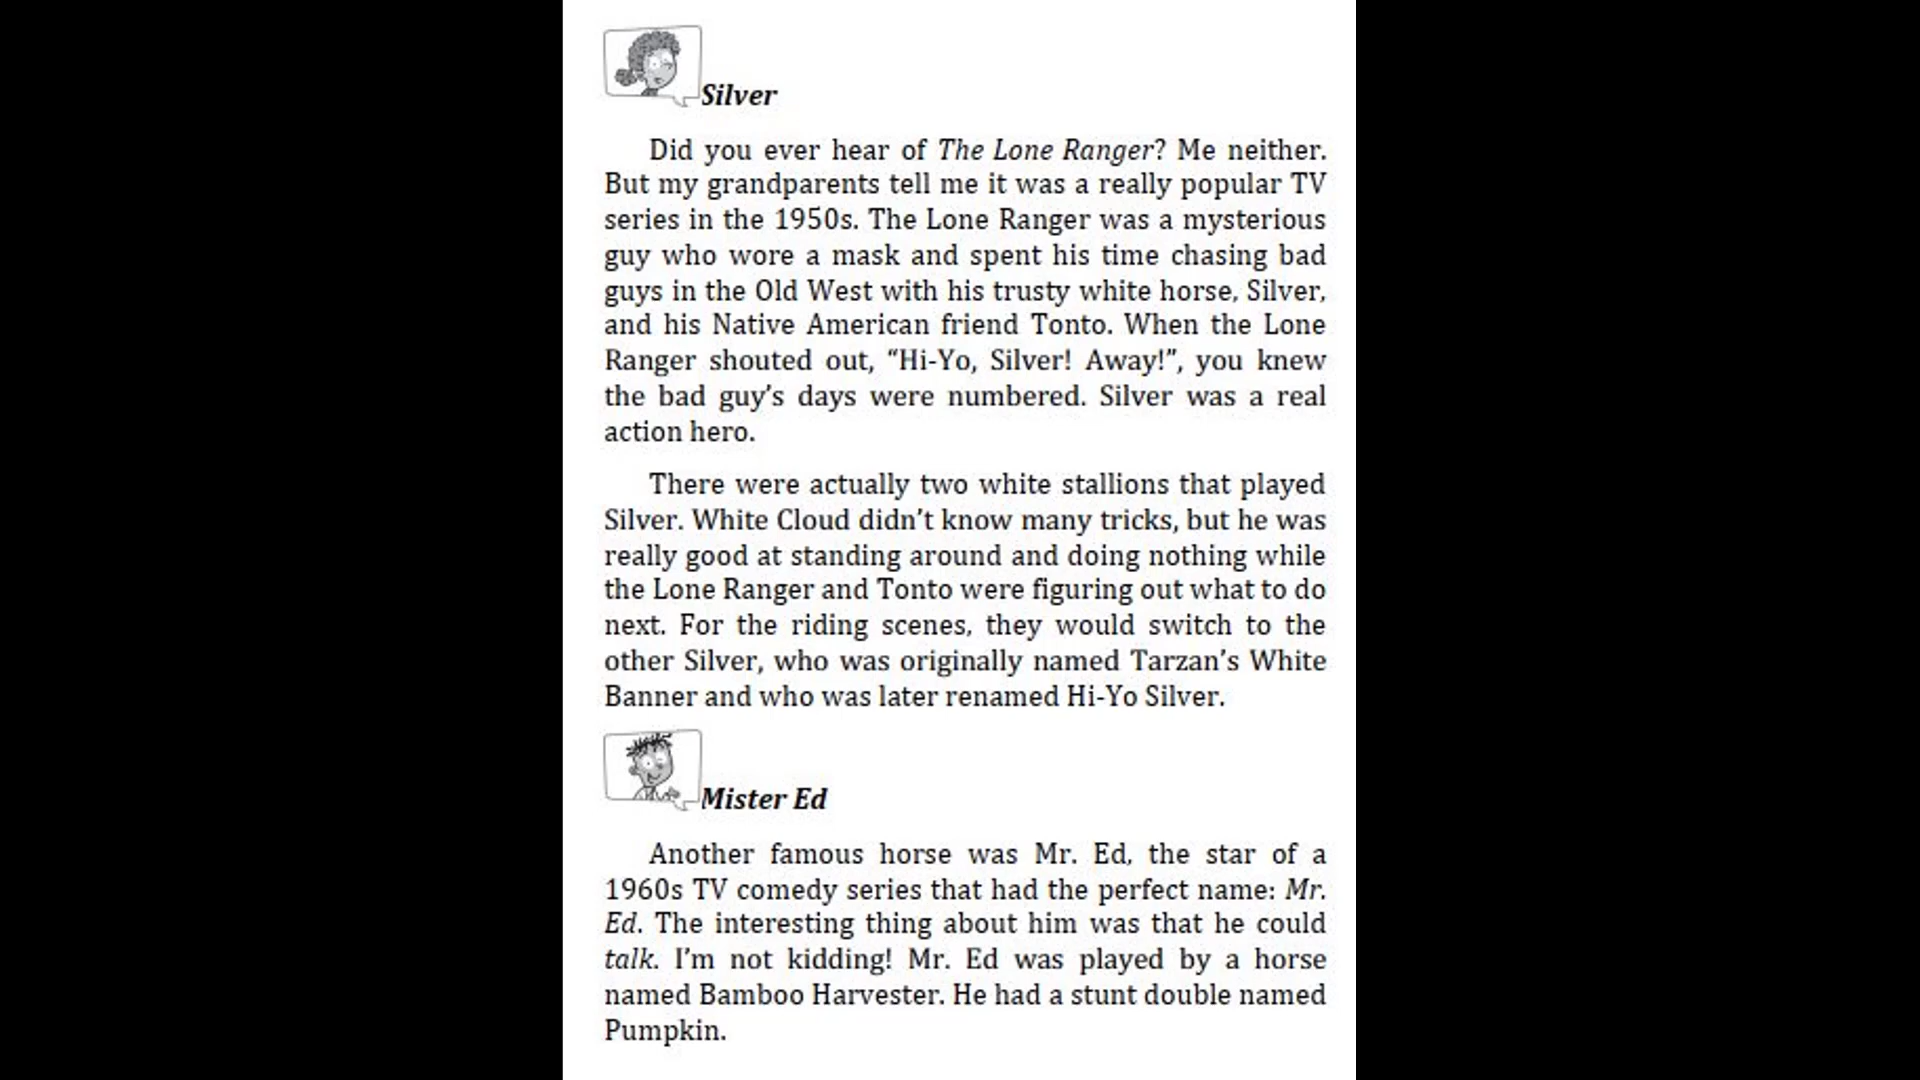 Silver
Did you ever hear of The Lone Ranger? Me neither.
But my grandparents tell me it was a really popular TV
series in the 1950s. The Lone Ranger was a mysterious
guy who wore a mask and spent his time chasing bad
guys in the Old West with his trusty white horse, Silver,
and his Native American friend Tonto. When the Lone
Ranger shouted out, “Hi-Yo, Silver! Away!”, you knew
the bad guy’s days were numbered. Silver was a real
action hero.
There were actually two white stallions that played
Silver. White Cloud didn’t know many tricks, but he was
really good at standing around and doing nothing while
the Lone Ranger and Tonto were figuring out what to do
next. For the riding scenes, they would switch to the
other Silver, who was originally named Tarzan’s White
Banner and who was later renamed Hi-Yo Silver.
Mister Ed
Another famous horse was Mr. Ed, the star of a
1960s TV comedy series that had the perfect name: Mr.
Ed. The interesting thing about him was that he could
talk. I’m not kidding! Mr. Ed was played by a horse
named Bamboo Harvester. He had a stunt double named
Pumpkin.